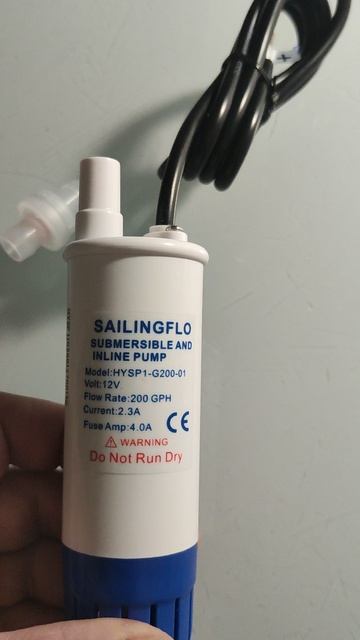 SAILINGFLO
SUBMERSIBLE AND
INLINE PUMP
Model:HYSP1-G200-01
Volt:12V
Flow Rate:200 GPH
Current:2.3A
Fuse Amp:4.0A
CE
WARNING
Do Not Run Dry
+